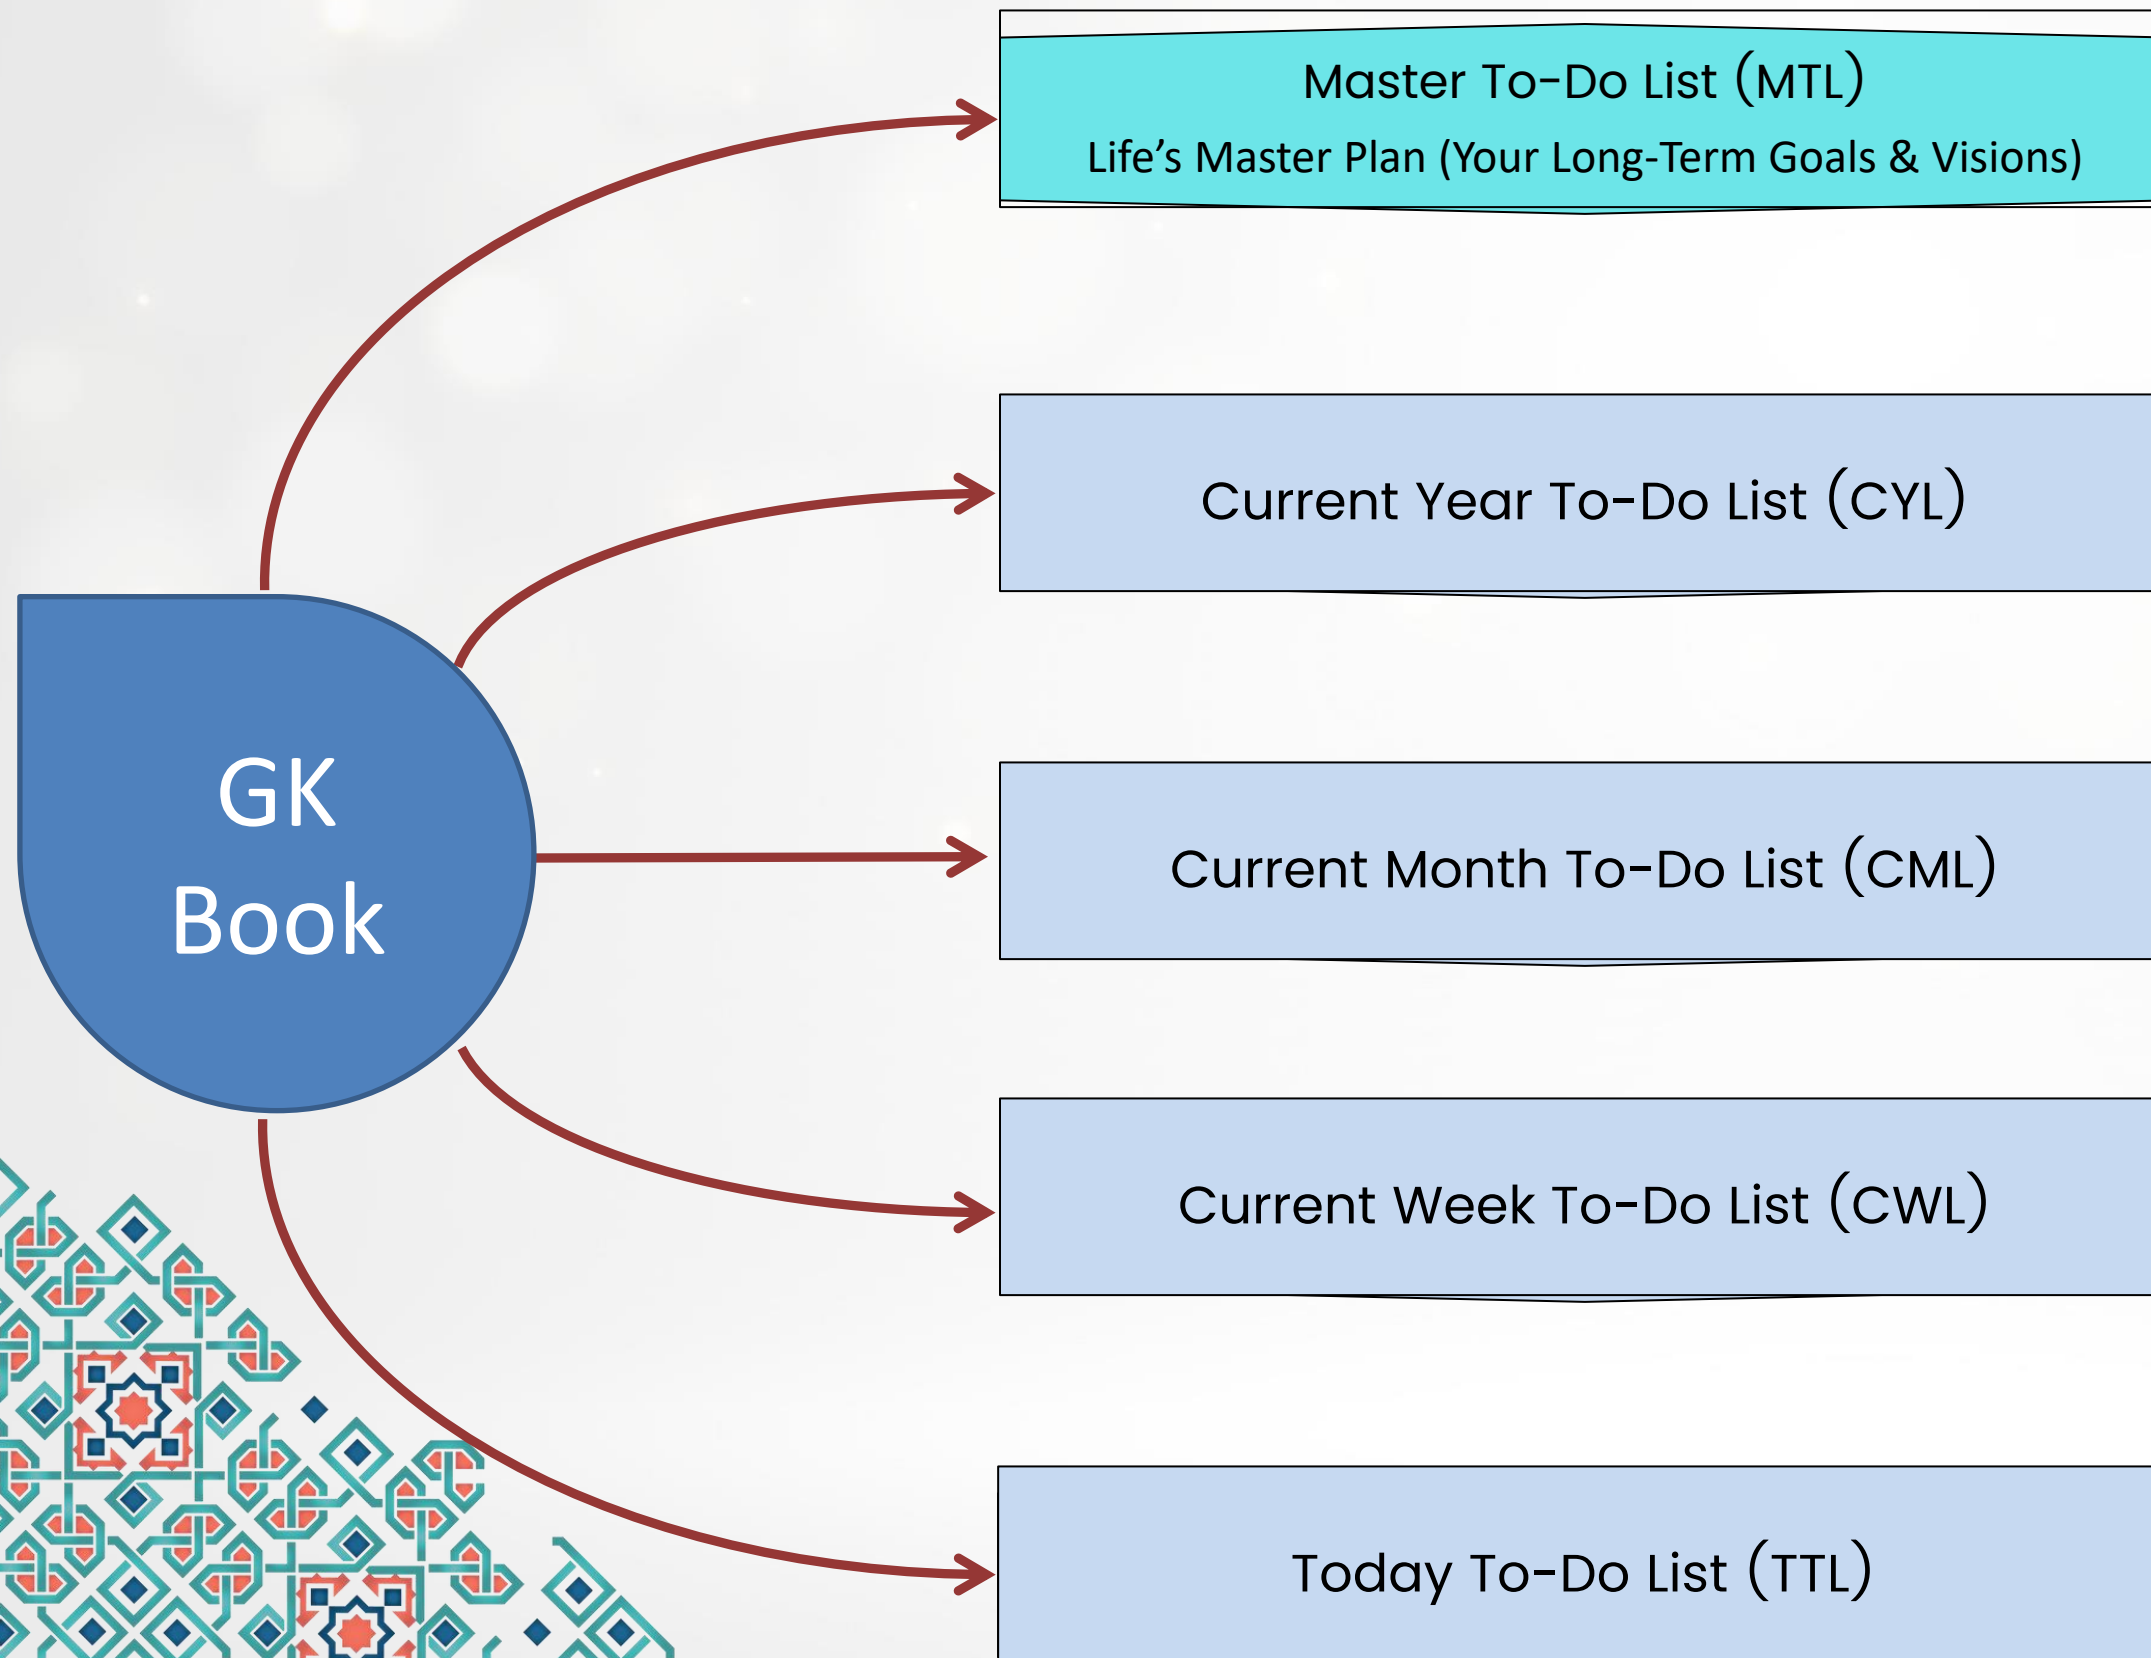 Master To-Do List (MTL)
Life’s Master Plan (Your Long-Term Goals & Visions)
Current Year To-Do List (CYL)
GK
Book
Current Month To-Do List (CML)
Current Week To-Do List (CWL)
Today To-Do List (TTL)